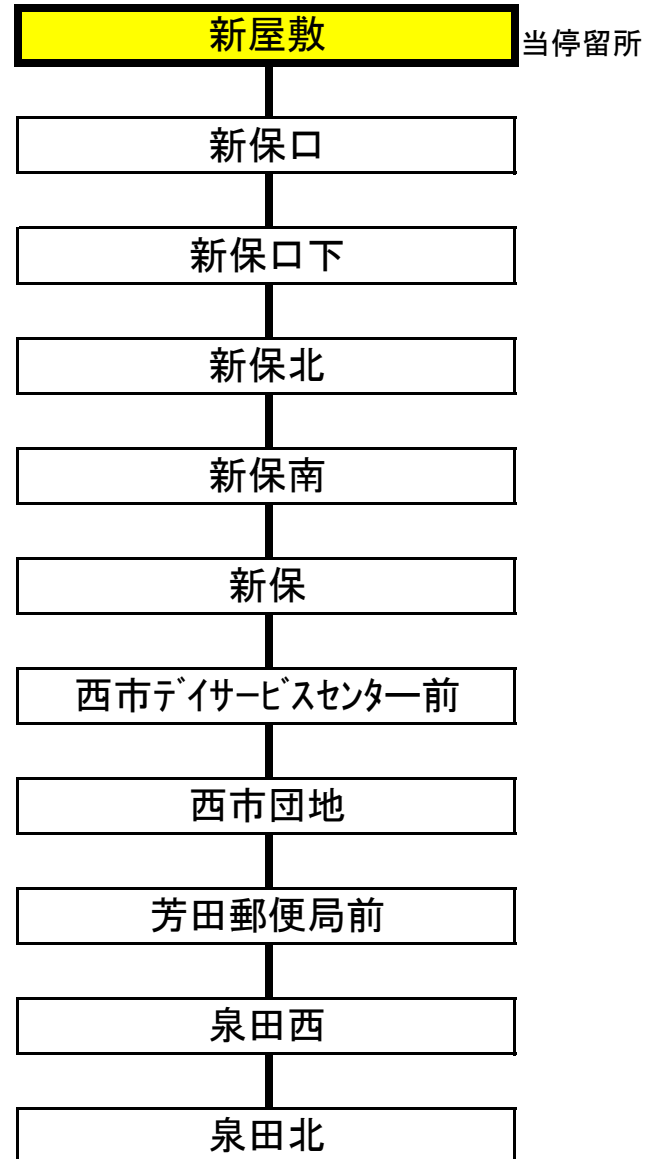 新屋敷
当停留所
新保口
新保口下
新保北
新保南
新保
西市ﾃﾞｲｻｰﾋﾞｽｾﾝﾀー前
西市団地
芳田郵便局前
泉田西
泉田北